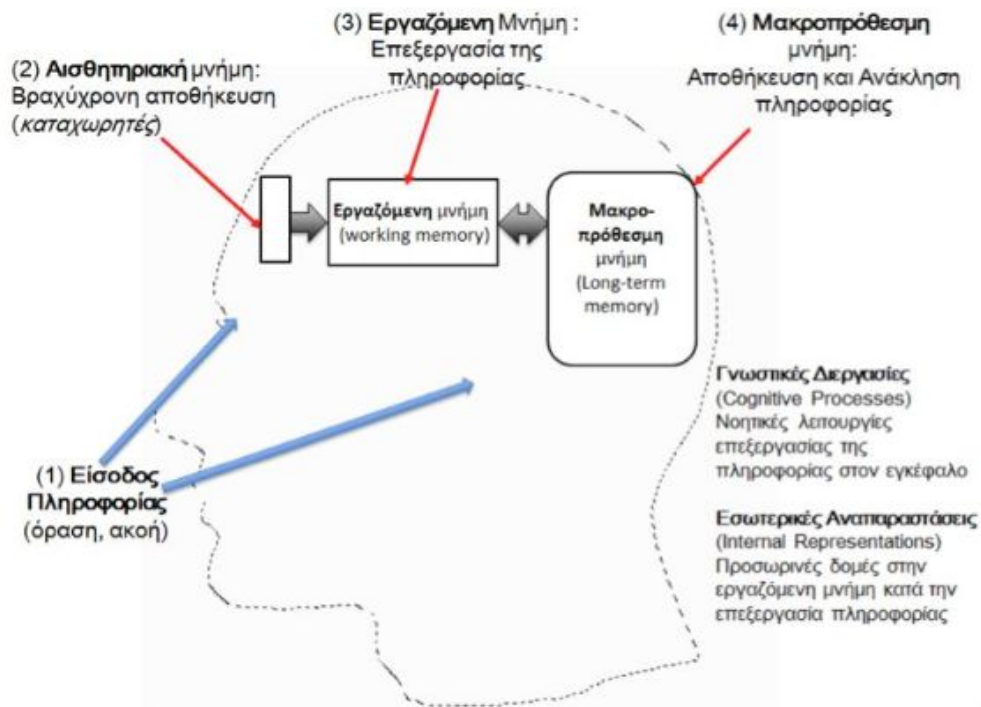 (3) Εργαζόμενη Μνήμη :
Επεξεργασία της
πληροφορίας
(4) Μακροπρόθεσμη
μνήμη:
Αποθήκευση και Ανάκληση
πληροφορίας
(2) Αισθητηριακή μνήμη:
Βραχύχρονη αποθήκευση
(καταχωρητές)
Εργαζόμενη μνήμη
(working memory)
Μακρο-
πρόθεσμη
μνήμη
(Long-term
memory)
(1) Είσοδος
Πληροφορίας
(όραση, ακοή)
Γνωστικές Διεργασίες
(Cognitive Processes)
Νοητικές λειτουργίες
επεξεργασίας της
πληροφορίας στον εγκέφαλο
Εσωτερικές Αναπαραστάσεις
(Internal Representations)
Προσωρινές δομές στην
εργαζόμενη μνήμη κατά την
επεξεργασία πληροφορίας